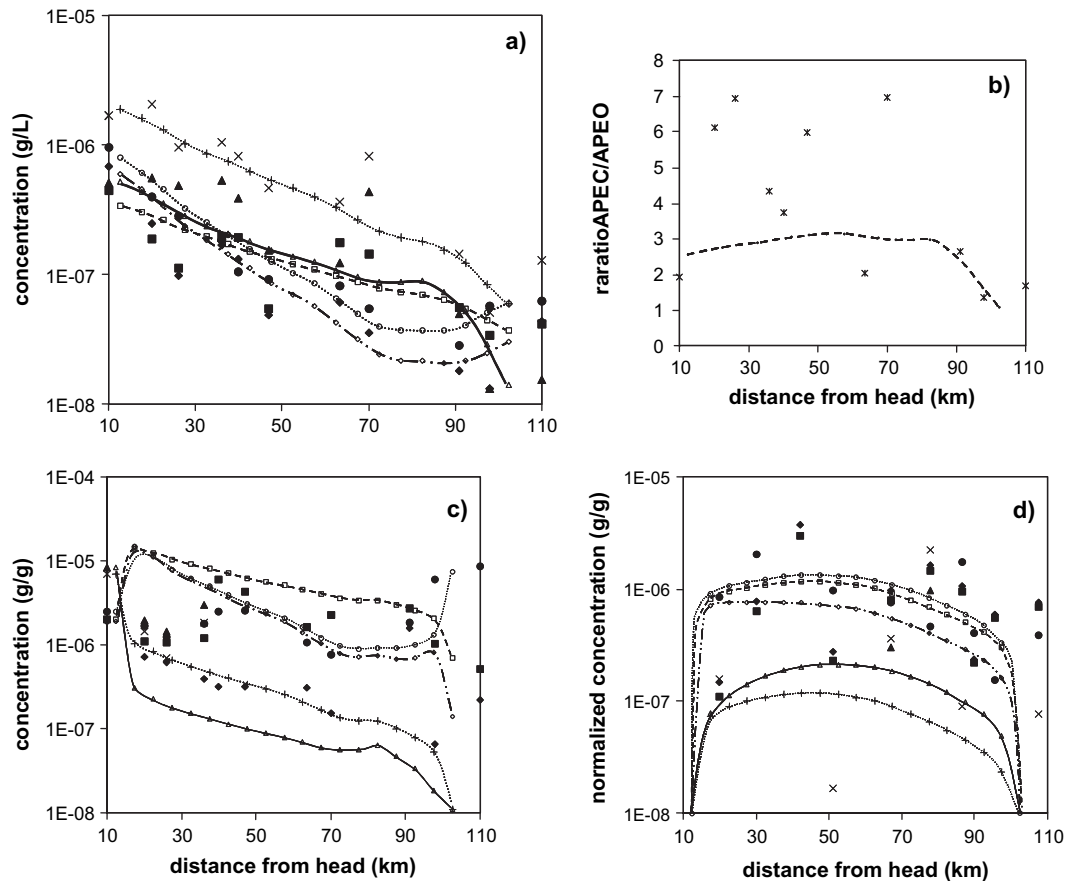 a)
1E-05
1E-06
1E-07
1E-08
concentration (g/L)
10 30 50 70 90 110
distance from head (km)
b)
8
7
6
5
4
3
2
1
0
raratioAPEC/APEO
10 30 50 70 90 110
distance from head (km)
c)
1E-04
1E-05
1E-06
1E-07
1E-08
concentration (g/g)
10 30 50 70 90 110
distance from head (km)
d)
1E-05
1E-06
1E-07
1E-08
normalized concentration (g/g)
10 30 50 70 90 110
distance from head (km)